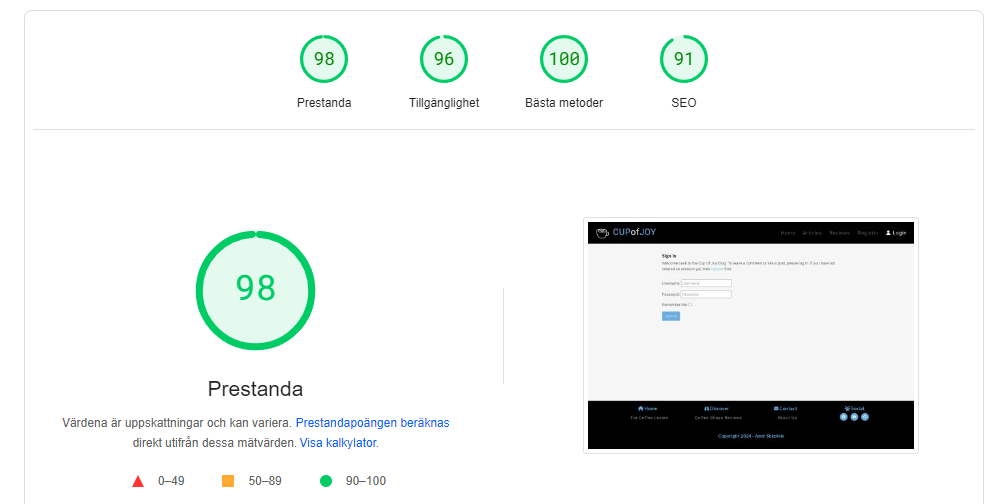 98
96
100
91
Prestanda
Tillgänglighet
Bästa metoder
SEO
98
Prestanda
Värdena är uppskattningar och kan variera. Prestandapoängen beräknas
direkt utifrån dessa mätvärden. Visa kalkylator.
0–49
50–89
90–100
CUPofJOY
Home
Articles
Reviews
Register
Login
Sign In
Welcome back to the Cup Of Joy blog. To leave a comment or like a post, please log in. If you have not
created an account yet, then register first.
Username:
Username
Password:
Password
Remember Me:
Sign In
Home
Discover
Contact
Social
For Coffee Lovers
Coffee Shops Reviews
About Us
Copyright 2024 - Amir Shkolnik